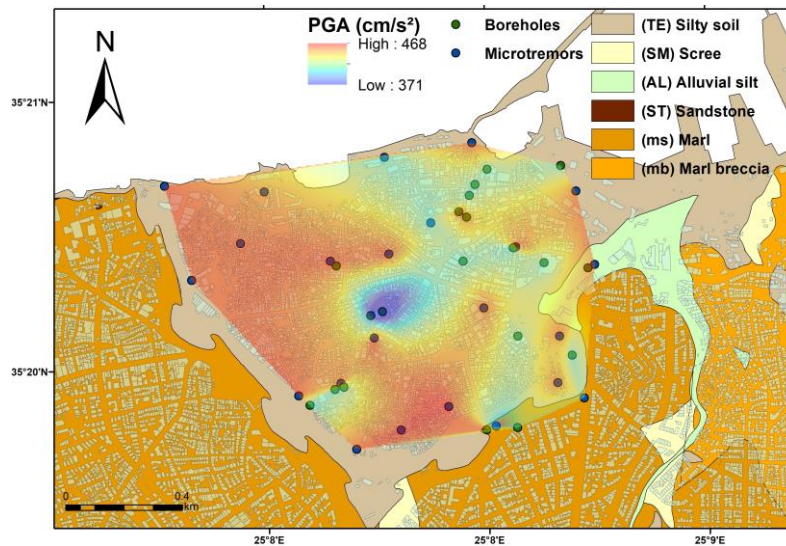 PGA (cm/s²)
High : 468
Low : 371
Boreholes
Microtremors
(TE) Silty soil
(SM) Scree
(AL) Alluvial silt
(ST) Sandstone
(ms) Marl
(mb) Marl breccia
N
35°21'N
35°20'N
0 0.4
km
25°8'E 25°8'E 25°9'E